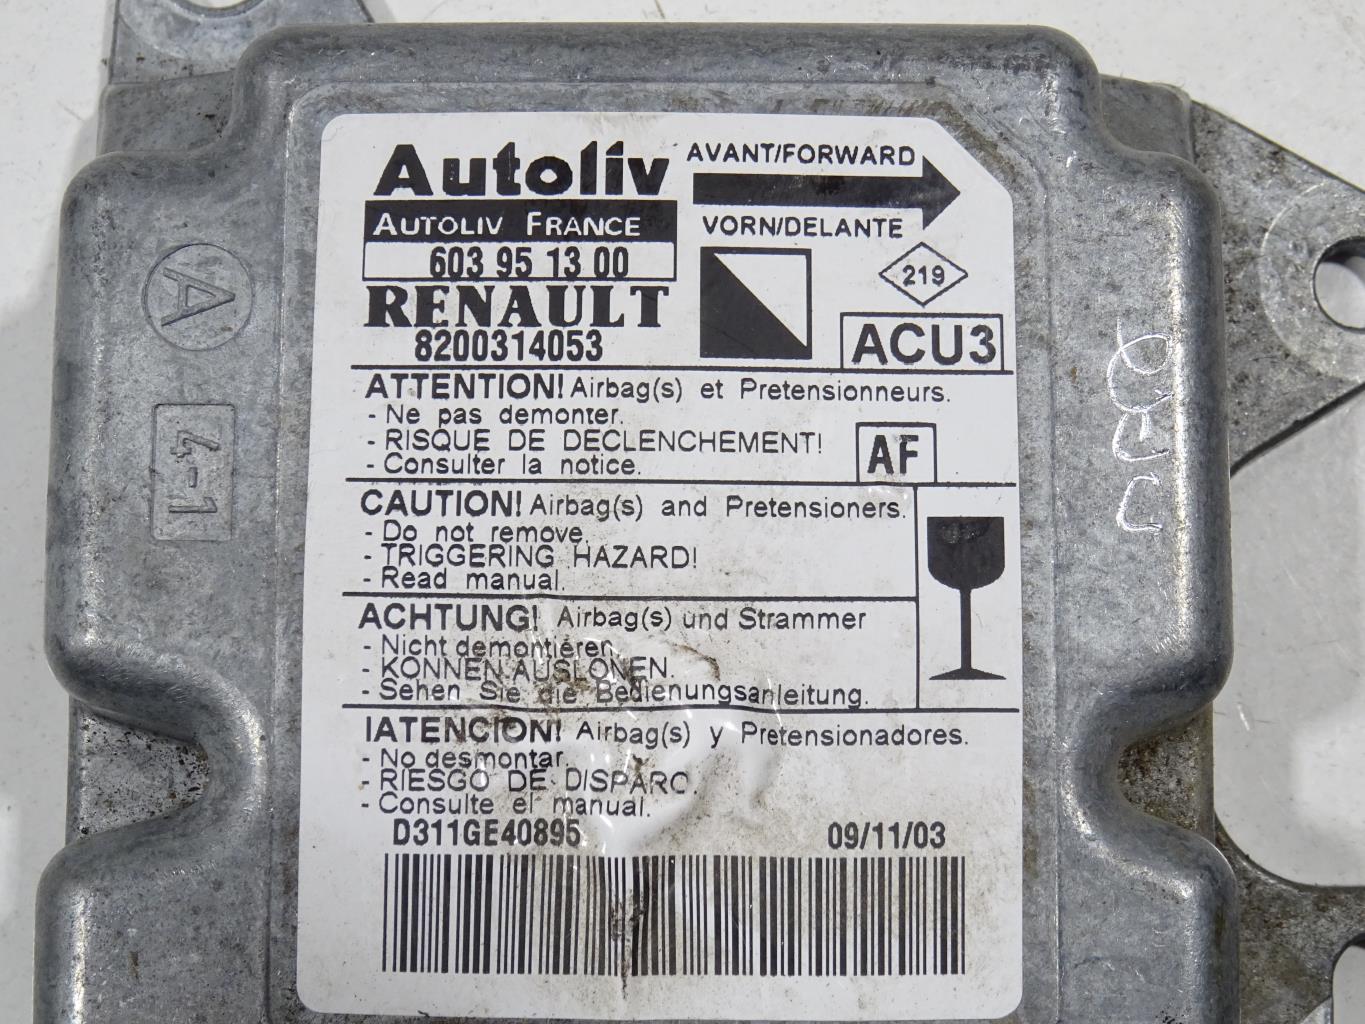 Autoliv
AUTOLIV FRANCE
603 95 13 00
RENAULT
8200314053
AVANT/FORWARD
VORN/DELANTE
219
ACU3
ATTENTION! Airbag(s) et Pretensionneurs.
- Ne pas demonter.
- RISQUE DE DECLENCHEMENT!
- Consulter la notice.
AF
CAUTION! Airbag(s) and Pretensioners.
- Do not remove.
- TRIGGERING HAZARD!
- Read manual.
ACHTUNG! Airbag(s) und Strammer
- Nicht demontieren.
- KONNEN AUSLONEN.
- Sehen Sie die Bedienungsanleitung.
IATENCION! Airbag(s) y Pretensionadores.
- No desmontar.
- RIESGO DE DISPARO.
- Consulte el manual.
D311GE40895
09/11/03
A
4-1